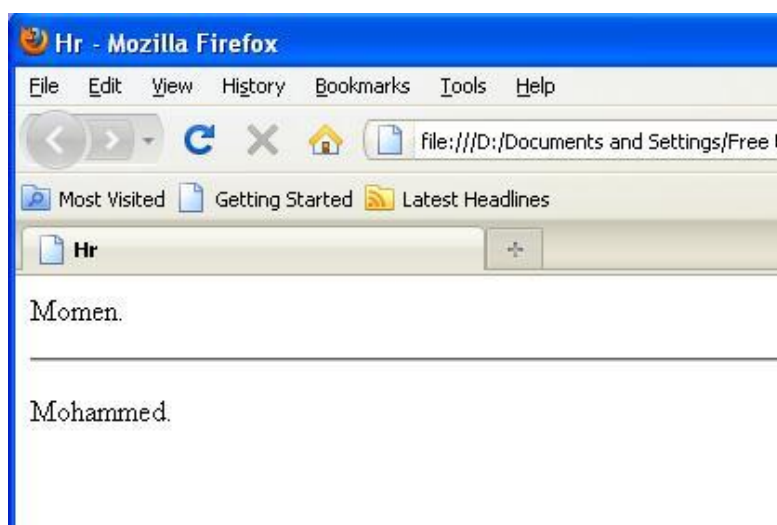 Hr - Mozilla Firefox
File Edit View History Bookmarks Tools Help
file:///D:/Documents and Settings/Free
Most Visited Getting Started Latest Headlines
Hr
Momen.
Mohammed.